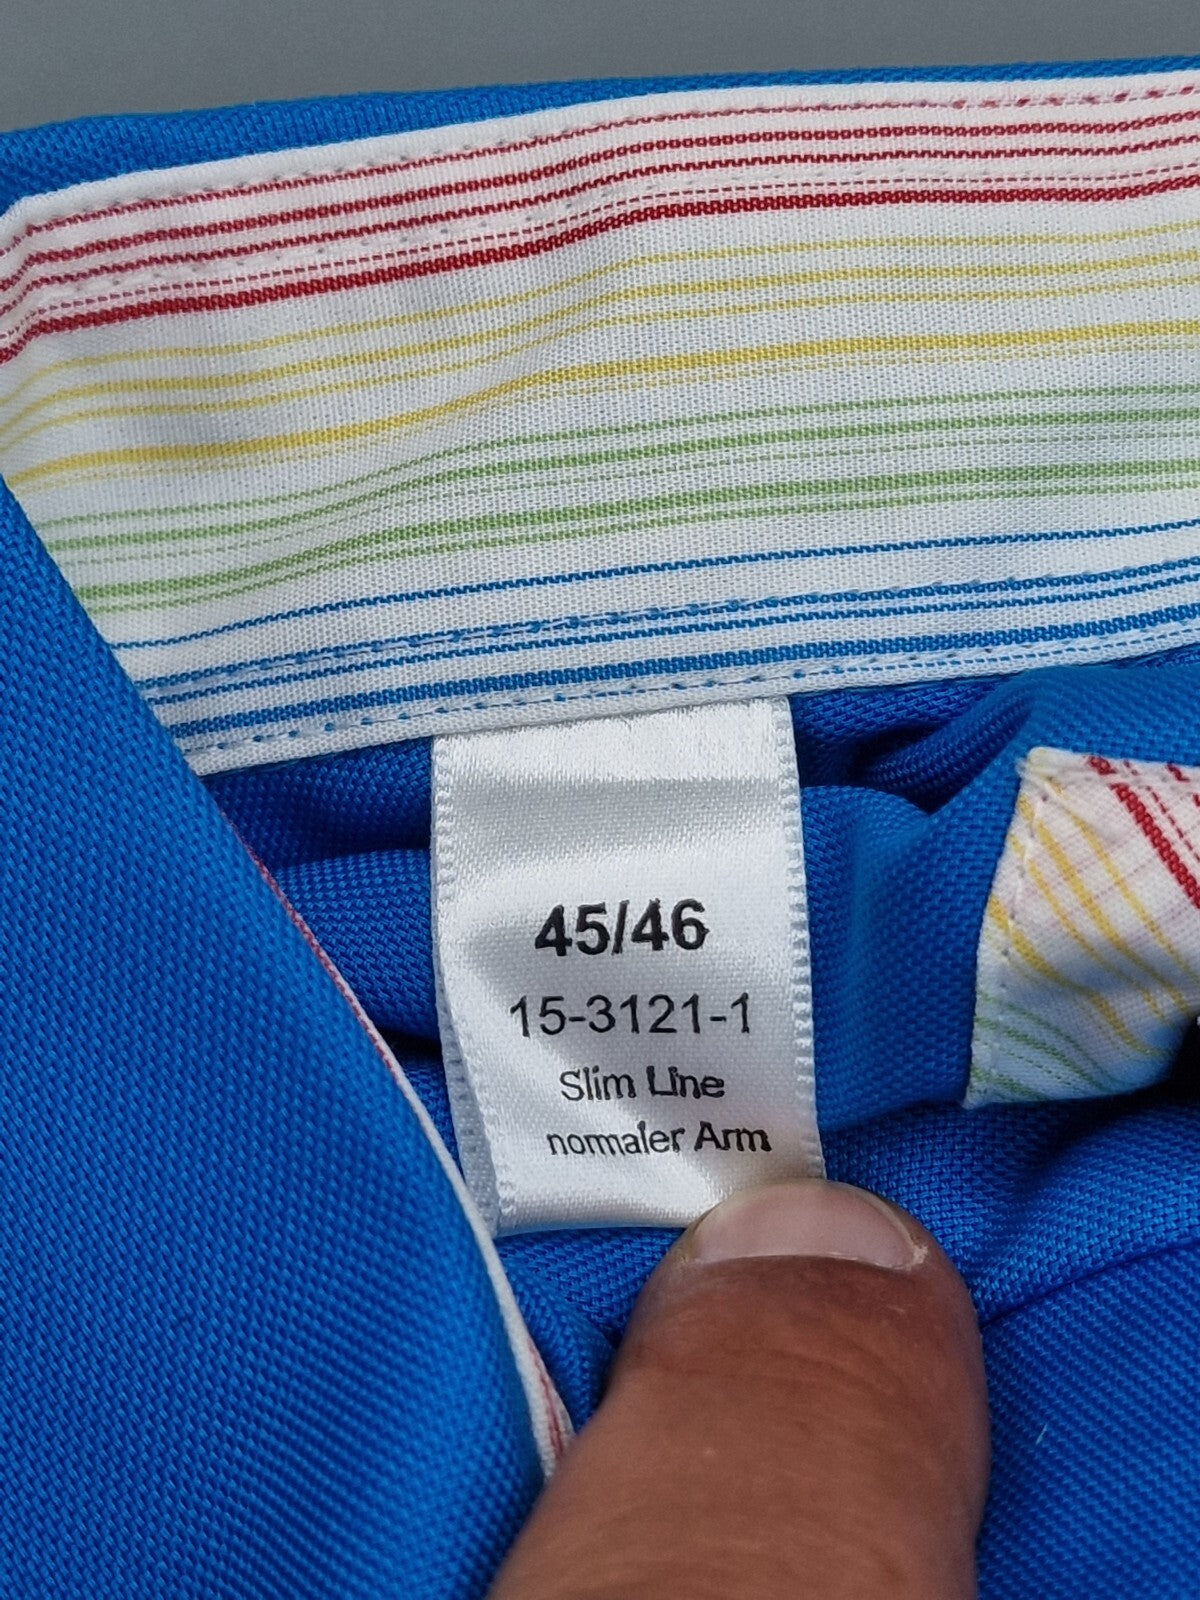 45/46
15-3121-1
Slim Line
normaler Arm